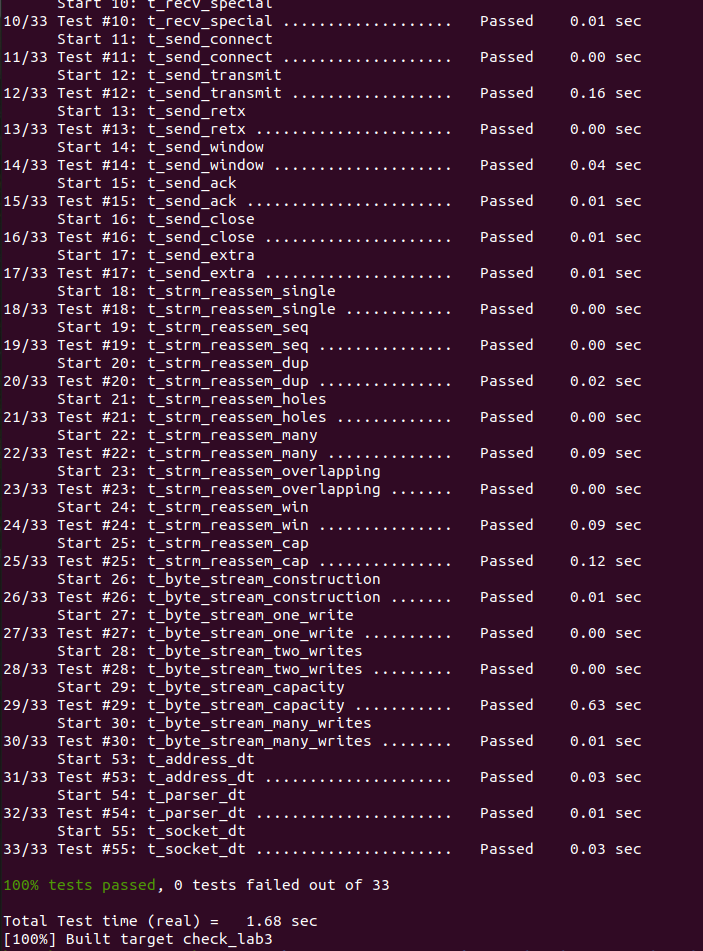 Start 10: t_recv_special
10/33 Test #10: t_recv_special ...................   Passed    0.01 sec
      Start 11: t_send_connect
11/33 Test #11: t_send_connect ...................   Passed    0.00 sec
      Start 12: t_send_transmit
12/33 Test #12: t_send_transmit ..................   Passed    0.16 sec
      Start 13: t_send_retx
13/33 Test #13: t_send_retx ......................   Passed    0.00 sec
      Start 14: t_send_window
14/33 Test #14: t_send_window ....................   Passed    0.04 sec
      Start 15: t_send_ack
15/33 Test #15: t_send_ack .......................   Passed    0.01 sec
      Start 16: t_send_close
16/33 Test #16: t_send_close .....................   Passed    0.01 sec
      Start 17: t_send_extra
17/33 Test #17: t_send_extra .....................   Passed    0.01 sec
      Start 18: t_strm_reassem_single
18/33 Test #18: t_strm_reassem_single ............   Passed    0.00 sec
      Start 19: t_strm_reassem_seq
19/33 Test #19: t_strm_reassem_seq ...............   Passed    0.00 sec
      Start 20: t_strm_reassem_dup
20/33 Test #20: t_strm_reassem_dup ...............   Passed    0.02 sec
      Start 21: t_strm_reassem_holes
21/33 Test #21: t_strm_reassem_holes .............   Passed    0.00 sec
      Start 22: t_strm_reassem_many
22/33 Test #22: t_strm_reassem_many ..............   Passed    0.09 sec
      Start 23: t_strm_reassem_overlapping
23/33 Test #23: t_strm_reassem_overlapping .......   Passed    0.00 sec
      Start 24: t_strm_reassem_win
24/33 Test #24: t_strm_reassem_win ...............   Passed    0.09 sec
      Start 25: t_strm_reassem_cap
25/33 Test #25: t_strm_reassem_cap ...............   Passed    0.12 sec
      Start 26: t_byte_stream_construction
26/33 Test #26: t_byte_stream_construction .......   Passed    0.01 sec
      Start 27: t_byte_stream_one_write
27/33 Test #27: t_byte_stream_one_write ..........   Passed    0.00 sec
      Start 28: t_byte_stream_two_writes
28/33 Test #28: t_byte_stream_two_writes .........   Passed    0.00 sec
      Start 29: t_byte_stream_capacity
29/33 Test #29: t_byte_stream_capacity ...........   Passed    0.63 sec
      Start 30: t_byte_stream_many_writes
30/33 Test #30: t_byte_stream_many_writes ........   Passed    0.01 sec
      Start 53: t_address_dt
31/33 Test #53: t_address_dt .....................   Passed    0.03 sec
      Start 54: t_parser_dt
32/33 Test #54: t_parser_dt ......................   Passed    0.01 sec
      Start 55: t_socket_dt
33/33 Test #55: t_socket_dt ......................   Passed    0.03 sec
100% tests passed, 0 tests failed out of 33
Total Test time (real) =   1.68 sec
[100%] Built target check_lab3